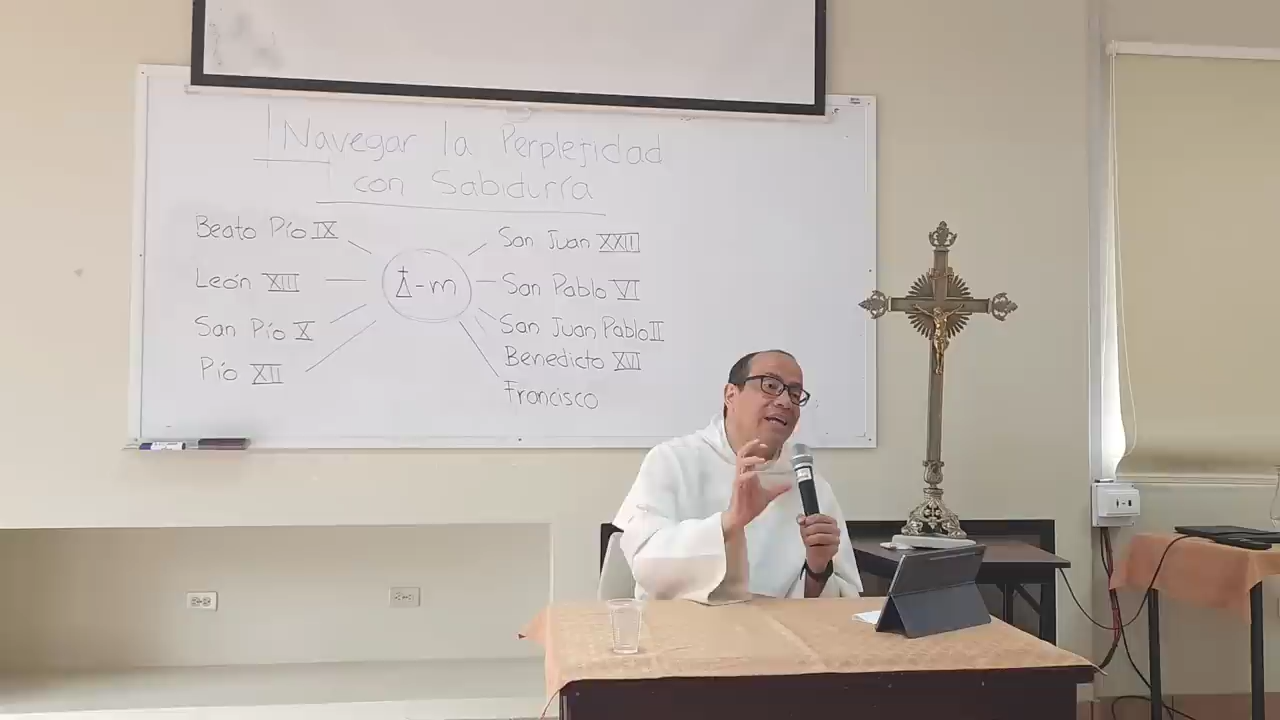 Navegar la Perplejidad
con Sabiduría
Beato Pío IX
León XIII
San Pío X
Pío XII
Δ-m
San Juan XXIII
San Pablo VI
San Juan Pablo II
Benedicto XVI
Francisco